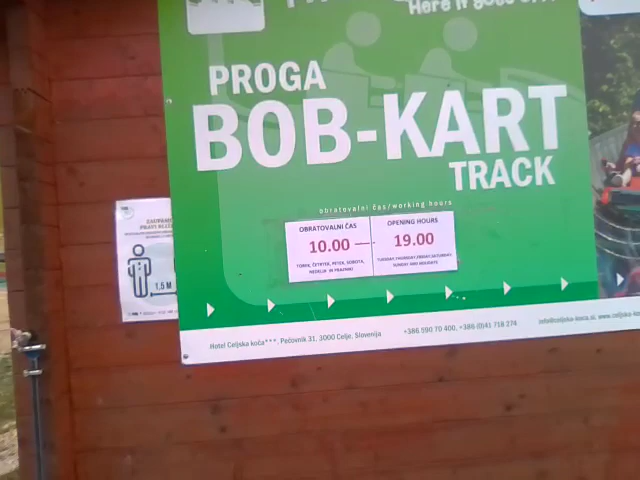 Here it goes
PROGA
BOB-KART
TRACK
obratovalni čas/working hours
OBRATOVALNI ČAS
10.00 —
TOREK, ČETRTEK, PETEK, SOBOTA,
NEDELJA IN PRAZNIKI
OPENING HOURS
19.00
TUESDAY, THURSDAY, FRIDAY, SATURDAY,
SUNDAY AND HOLIDAYS
1.5 M
Hotel Celjska koča***, Pečovnik 31, 3000 Celje, Slovenija
+386 590 70 400, +386 (0)41 718 274
info@celjska-koca.si, www.celjska-ko